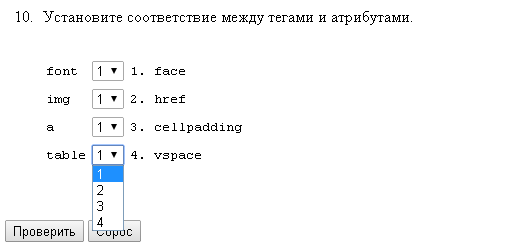 10. Установите соответствие между тегами и атрибутами.
font 1 1. face
img 1 2. href
a 1 3. cellpadding
table 1 4. vspace
1
2
3
4
Проверить Сброс